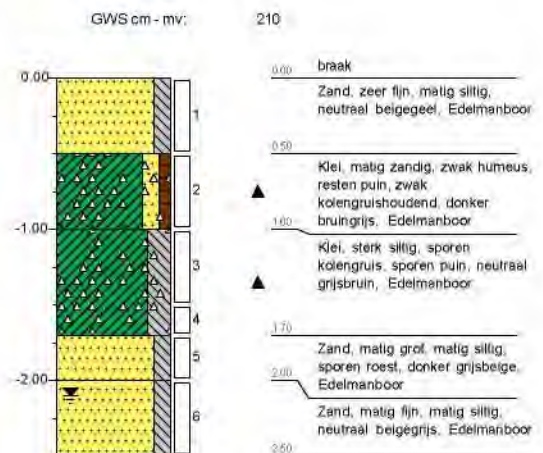 GWS cm - mv: 210
braak
0.00
0.00
Zand, zeer fijn, matig siltig,
neutraal beigegeel, Edelmanboor
1
0.50
Klei, matig zandig, zwak humeus,
resten puin, zwak
kolengruishoudend, donker
bruingrijs, Edelmanboor
2
-1.00
1.00
Klei, sterk siltig, sporen
kolengruis, sporen puin, neutraal
grijsbruin, Edelmanboor
3
4
1.70
Zand, matig grof, matig siltig,
sporen roest, donker grijsbeige,
Edelmanboor
5
-2.00
2.00
Zand, matig fijn, matig siltig,
neutraal beigegrijs, Edelmanboor
6
2.50